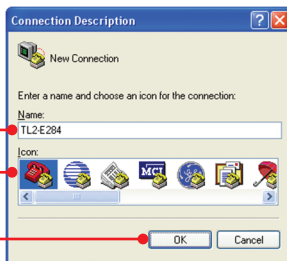 Connection Description
New Connection
Enter a name and choose an icon for the connection:
Name:
TL2-E284
Icon:
MCI
OK Cancel